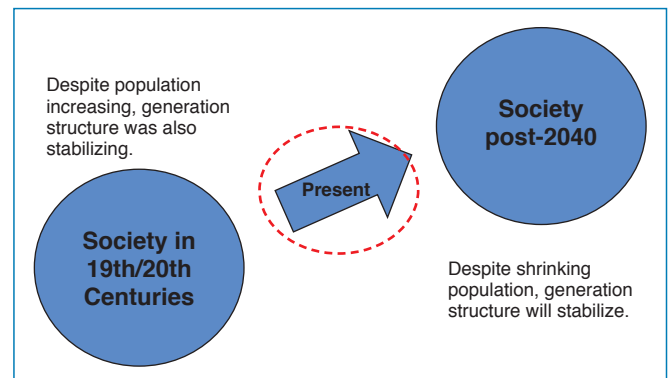 Despite population
increasing, generation
structure was also
stabilizing.
Society in
19th/20th
Centuries
Present
Society
post-2040
Despite shrinking
population, generation
structure will stabilize.